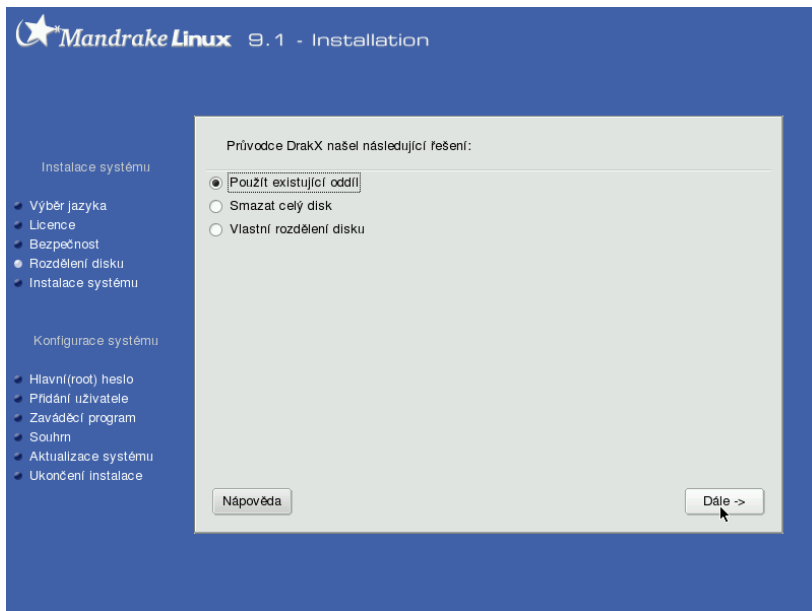 Mandrake Linux 9.1 - Installation
Instalace systému
Výběr jazyka
Licence
Bezpečnost
Rozdělení disku
Instalace systému
Konfigurace systému
Hlavní(root) heslo
Přidání uživatele
Zaváděcí program
Souhrn
Aktualizace systému
Ukončení instalace
Průvodce DrakX našel následující řešení:
Použít existující oddíl
Smazat celý disk
Vlastní rozdělení disku
Nápověda
Dále ->